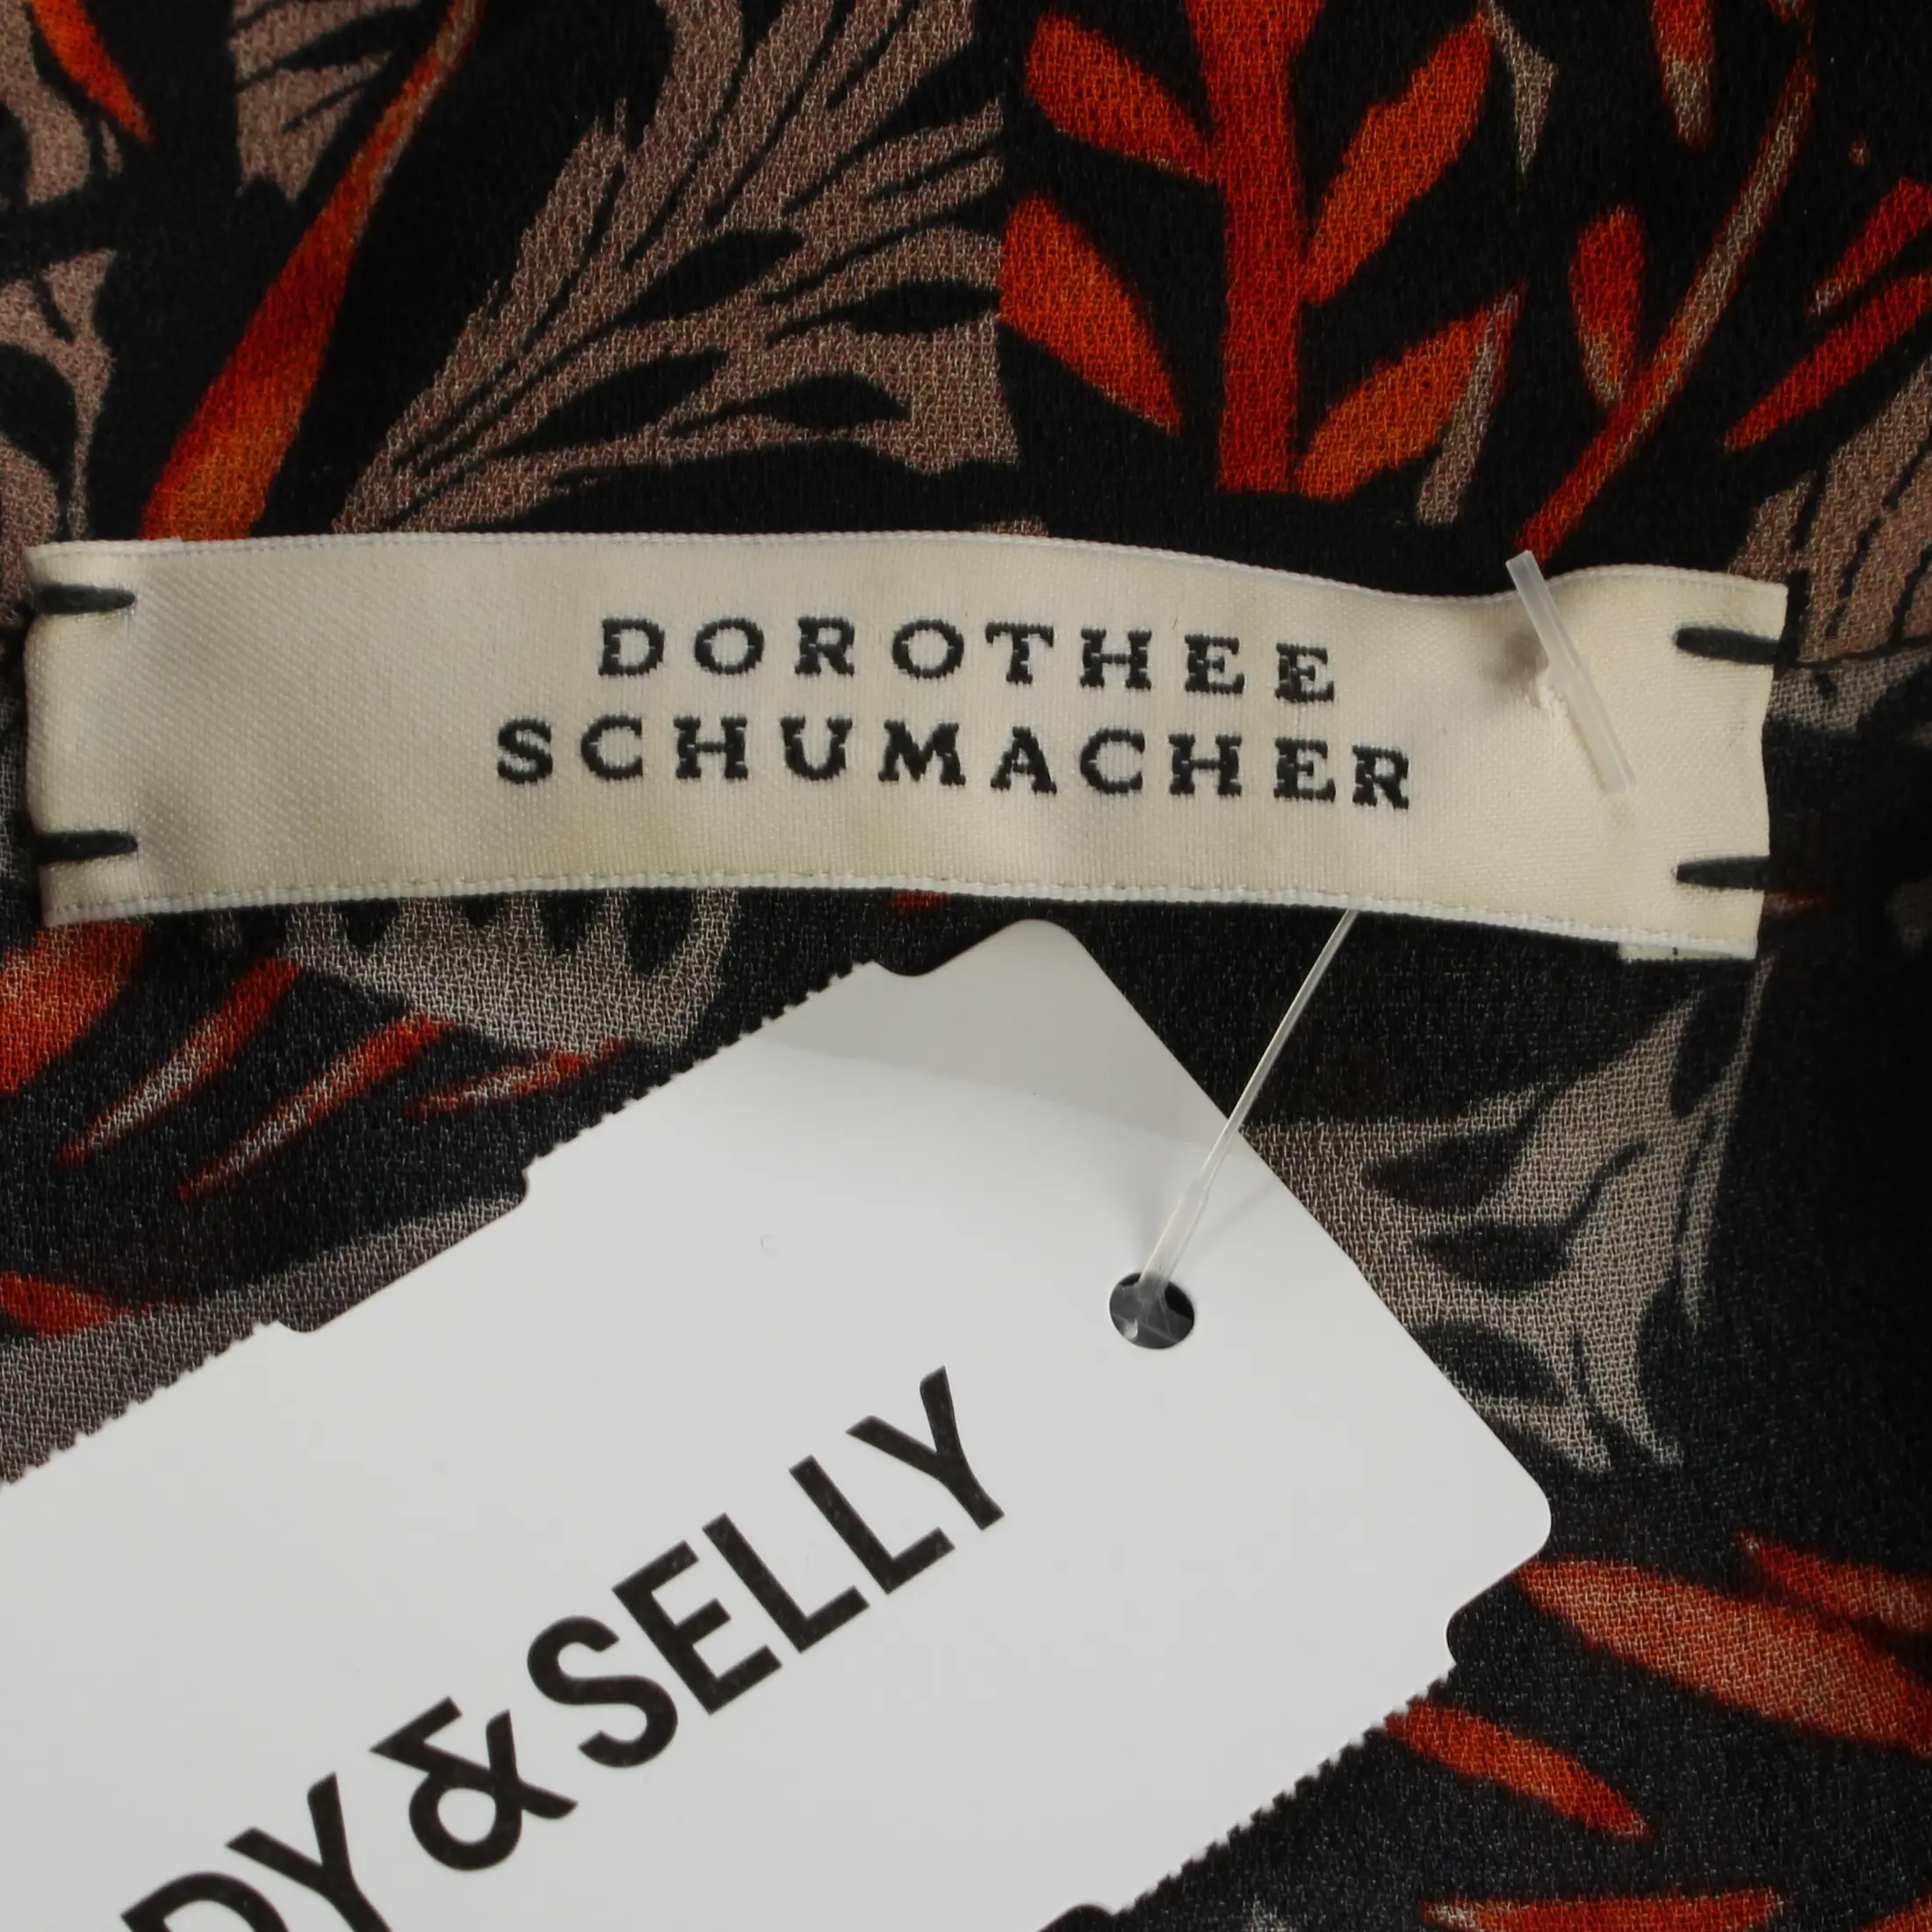 DOROTHEE
SCHUMACHER
DY & SELLY